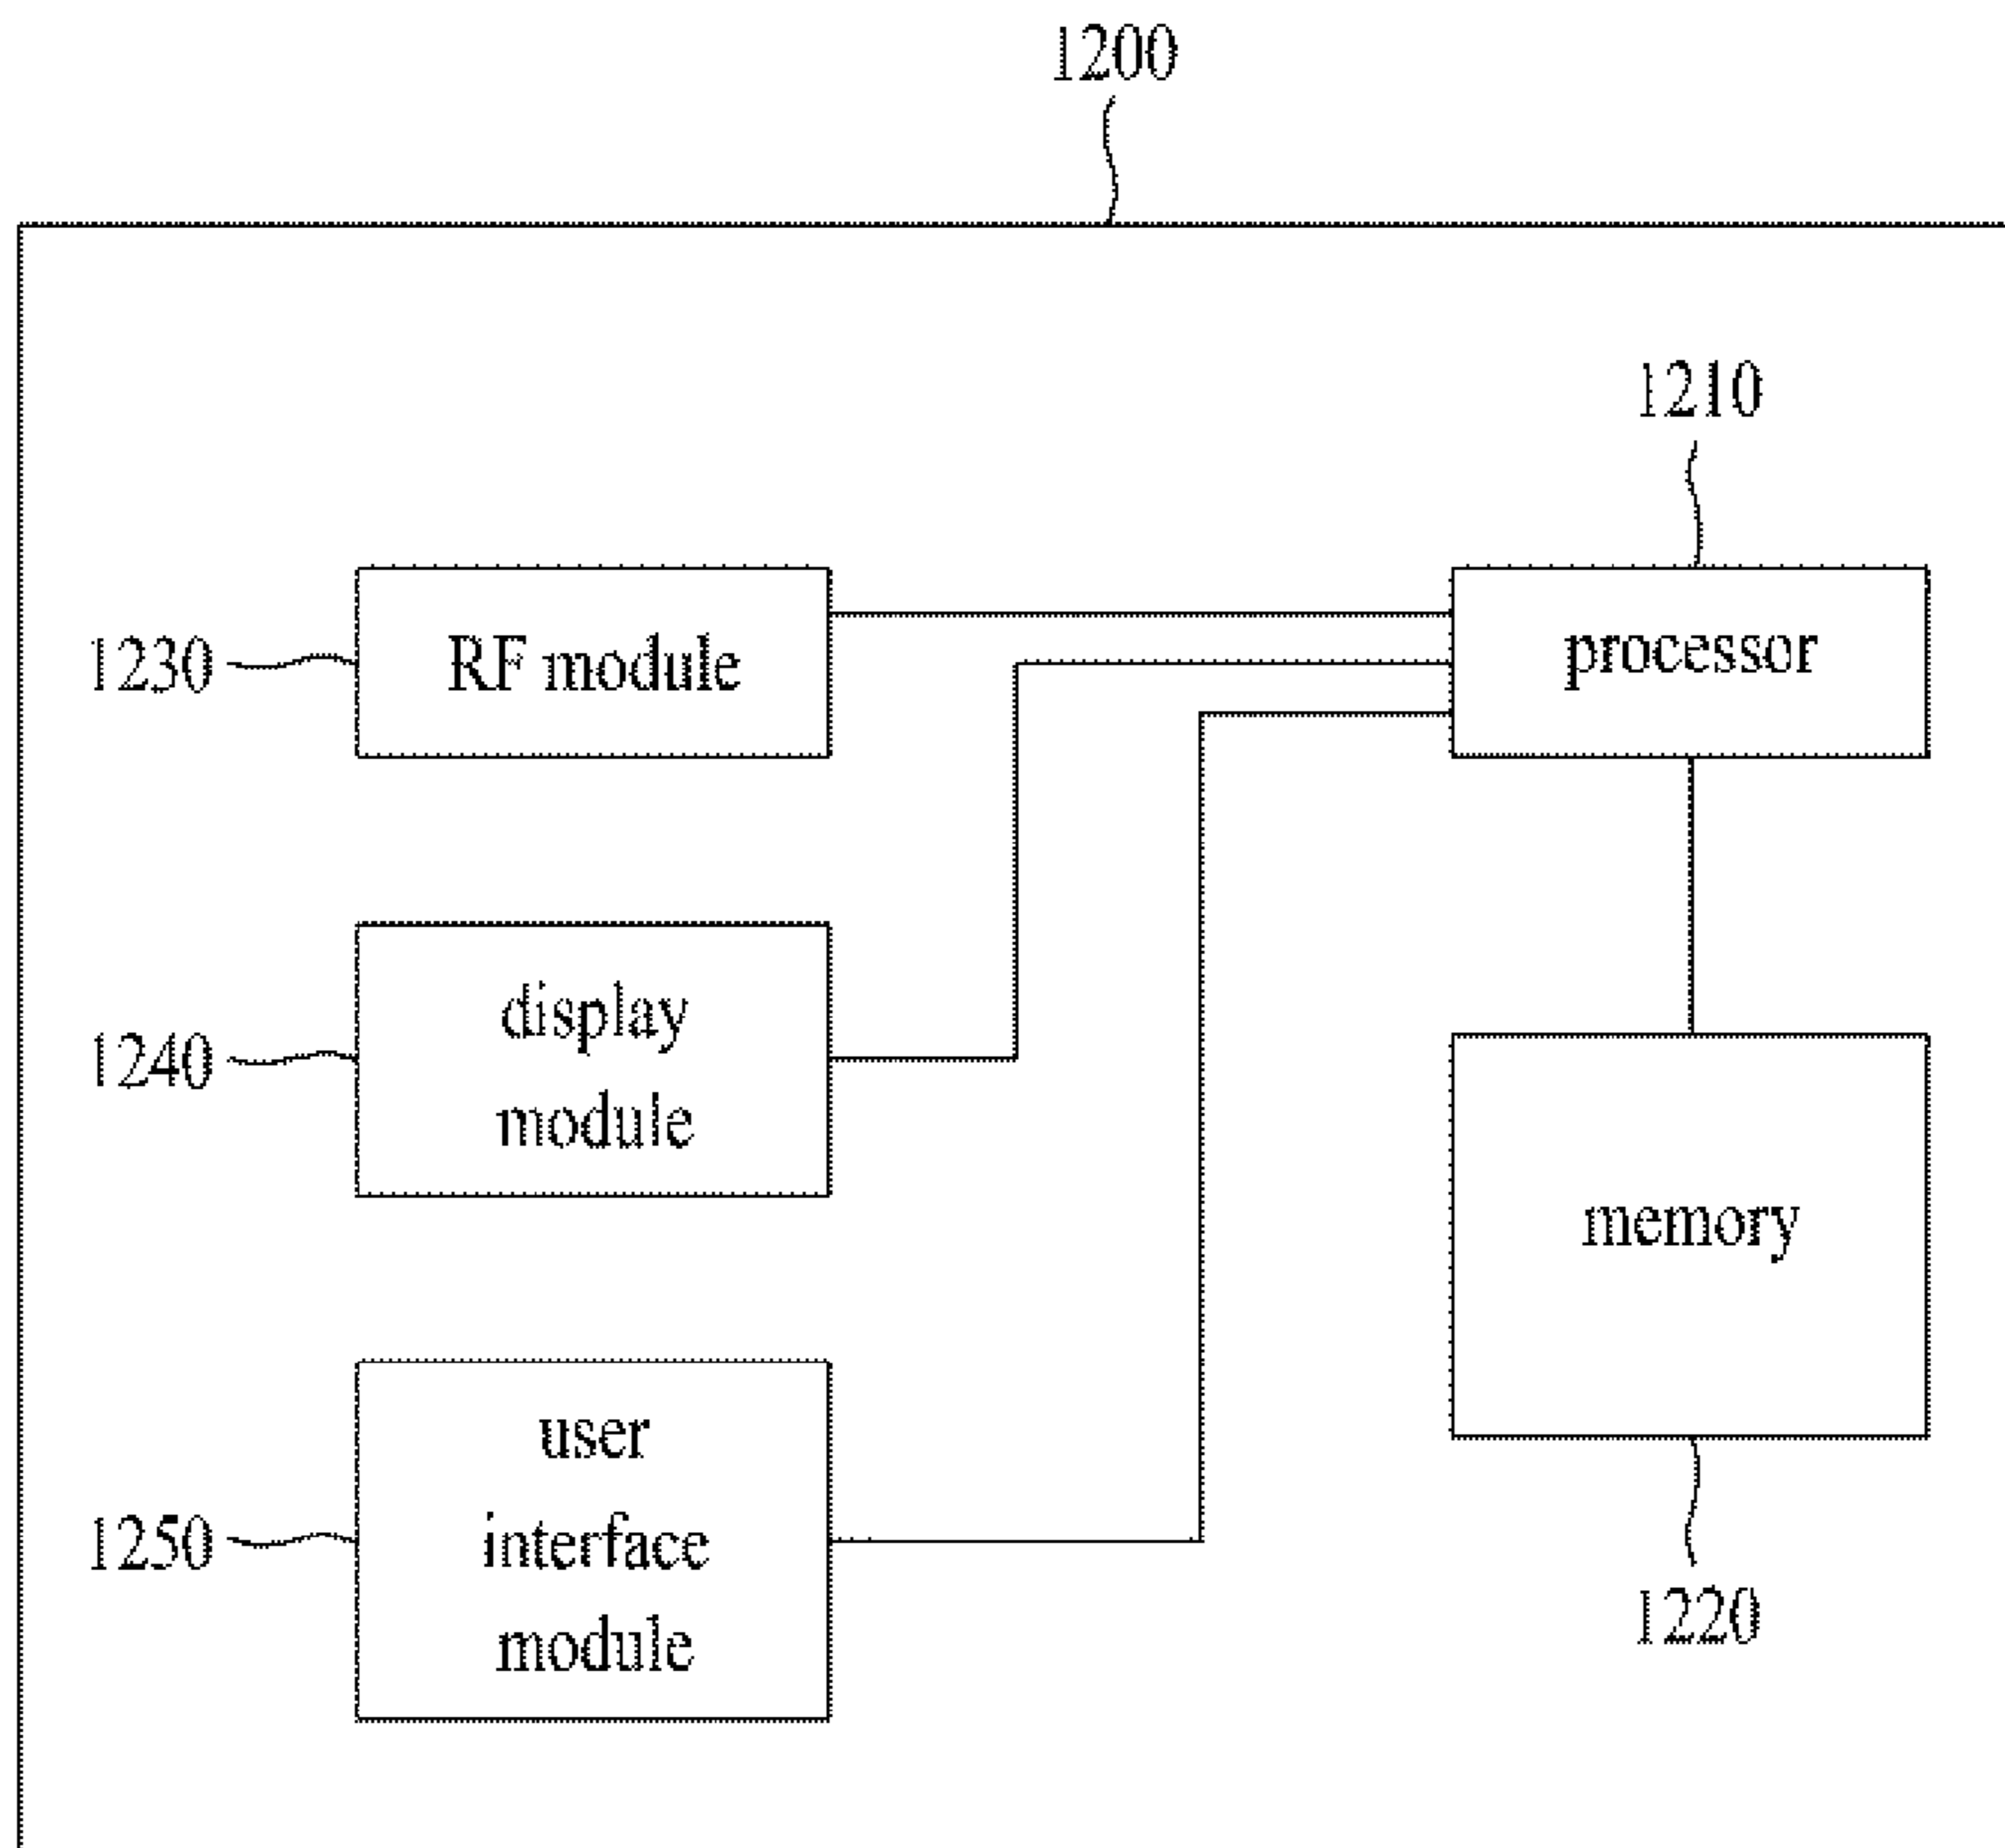 1200
1210
1230
RF module
processor
1240
display
module
memory
1250
user
interface
module
1220